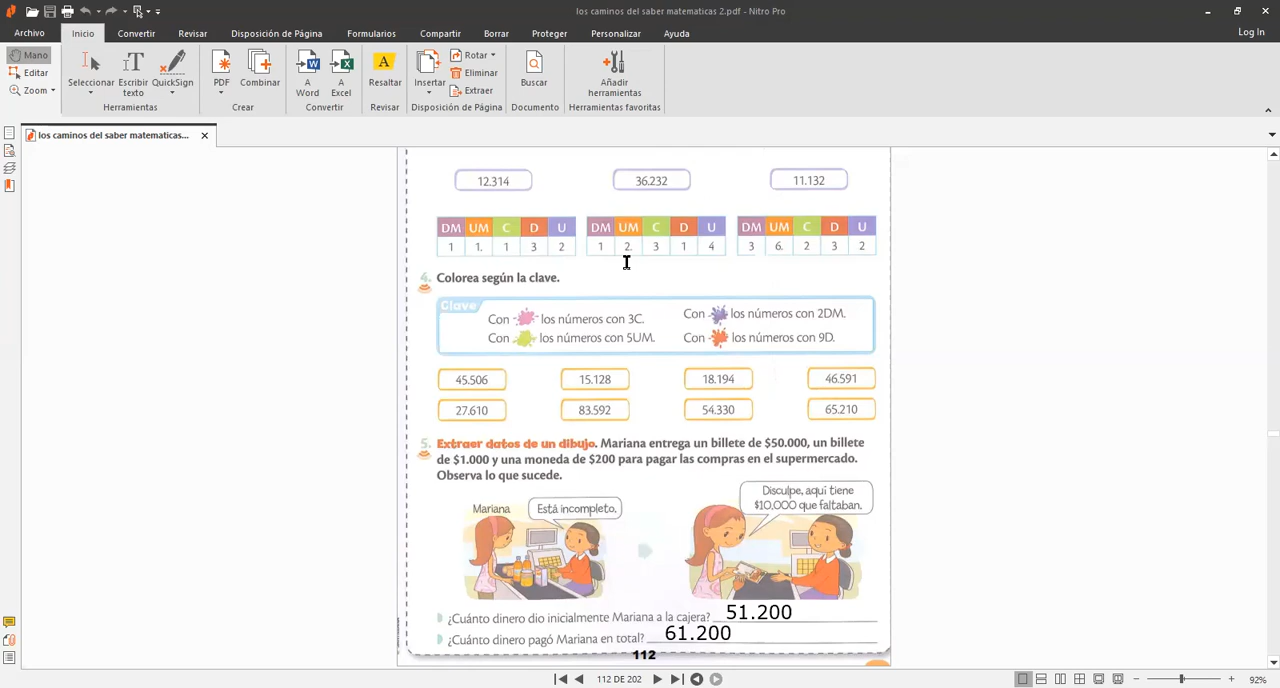 los caminos del saber matematicas 2.pdf - Nitro Pro
Archivo Inicio Convertir Revisar Disposición de Página Formularios Compartir Borrar Proteger Personalizar Ayuda Log In
Mano
Editar
Zoom
Seleccionar
Escribir texto
QuickSign
Herramientas
PDF
Combinar
Crear
A Word
A Excel
Convertir
Resaltar
Revisar
Insertar
Rotar
Eliminar
Extraer
Disposición de Página
Buscar
Documento
Añadir herramientas
Herramientas favoritas
los caminos del saber matematicas...
12.314 36.232 11.132
DM UM C D U DM UM C D U DM UM C D U
1 1. 1 3 2 1 2. 3 1 4 3 6. 2 3 2
4. Colorea según la clave.
Clave
Con los números con 3C. Con los números con 2DM.
Con los números con 5UM. Con los números con 9D.
45.506 15.128 18.194 46.591
27.610 83.592 54.330 65.210
5. Extraer datos de un dibujo. Mariana entrega un billete de $50.000, un billete
de $1.000 y una moneda de $200 para pagar las compras en el supermercado.
Observa lo que sucede.
Mariana
Está incompleto.
Disculpe, aquí tiene
$10.000 que faltaban.
¿Cuánto dinero dio inicialmente Mariana a la cajera? 51.200
¿Cuánto dinero pagó Mariana en total? 61.200
112
112 DE 202
92%